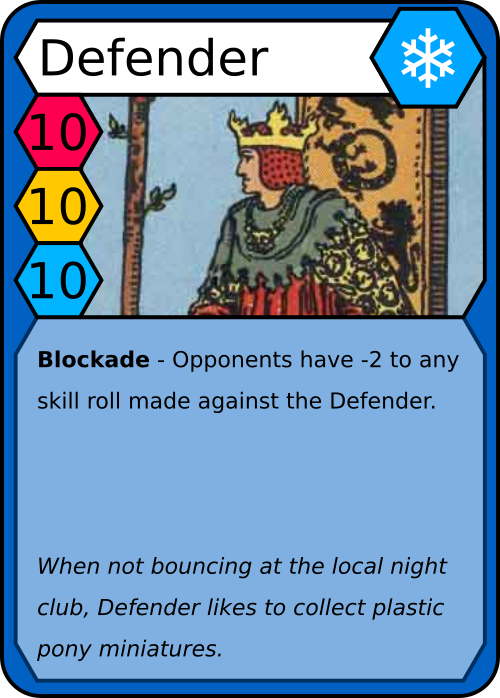 Defender
10
10
10
Blockade - Opponents have -2 to any
skill roll made against the Defender.
When not bouncing at the local night
club, Defender likes to collect plastic
pony miniatures.